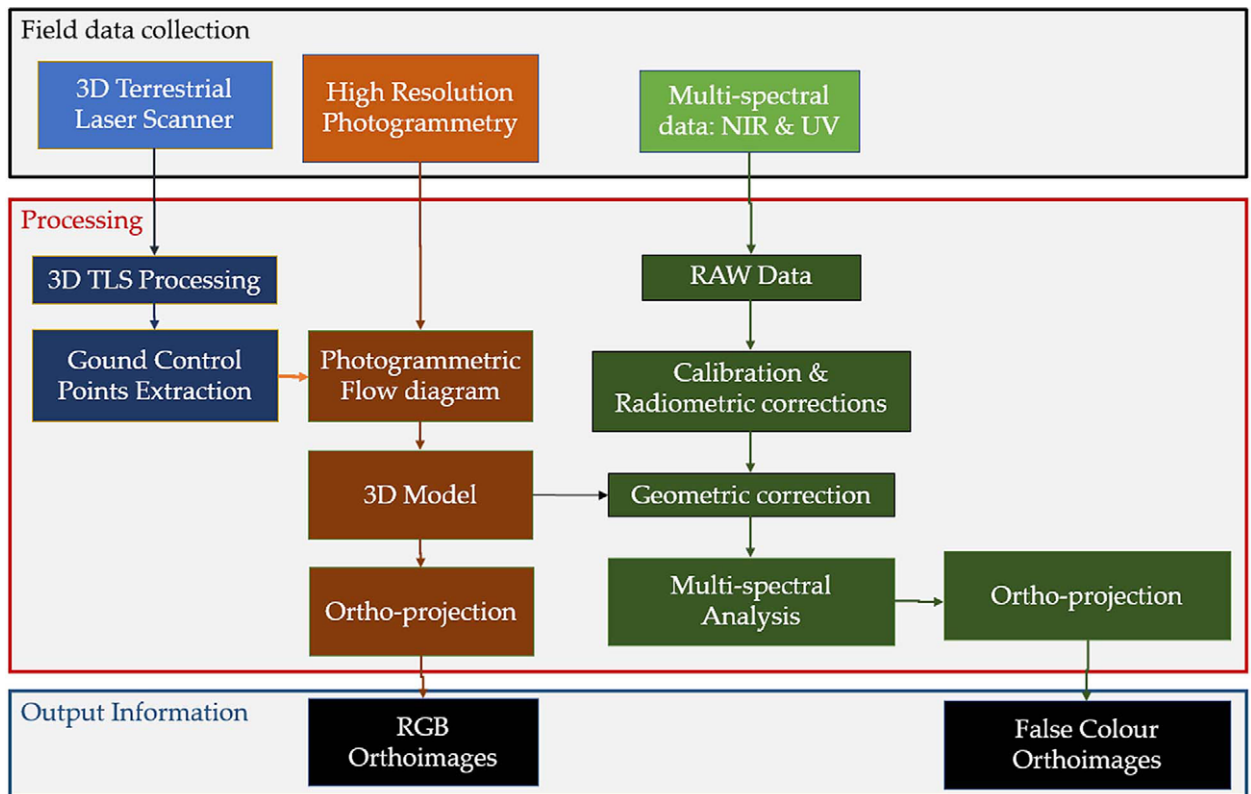 Field data collection
3D Terrestrial
Laser Scanner
High Resolution
Photogrammetry
Multi-spectral
data: NIR & UV
Processing
3D TLS Processing
RAW Data
Gound Control
Points Extraction
Photogrammetric
Flow diagram
Calibration &
Radiometric corrections
3D Model
Geometric correction
Ortho-projection
Multi-spectral
Analysis
Ortho-projection
Output Information
RGB
Orthoimages
False Colour
Orthoimages